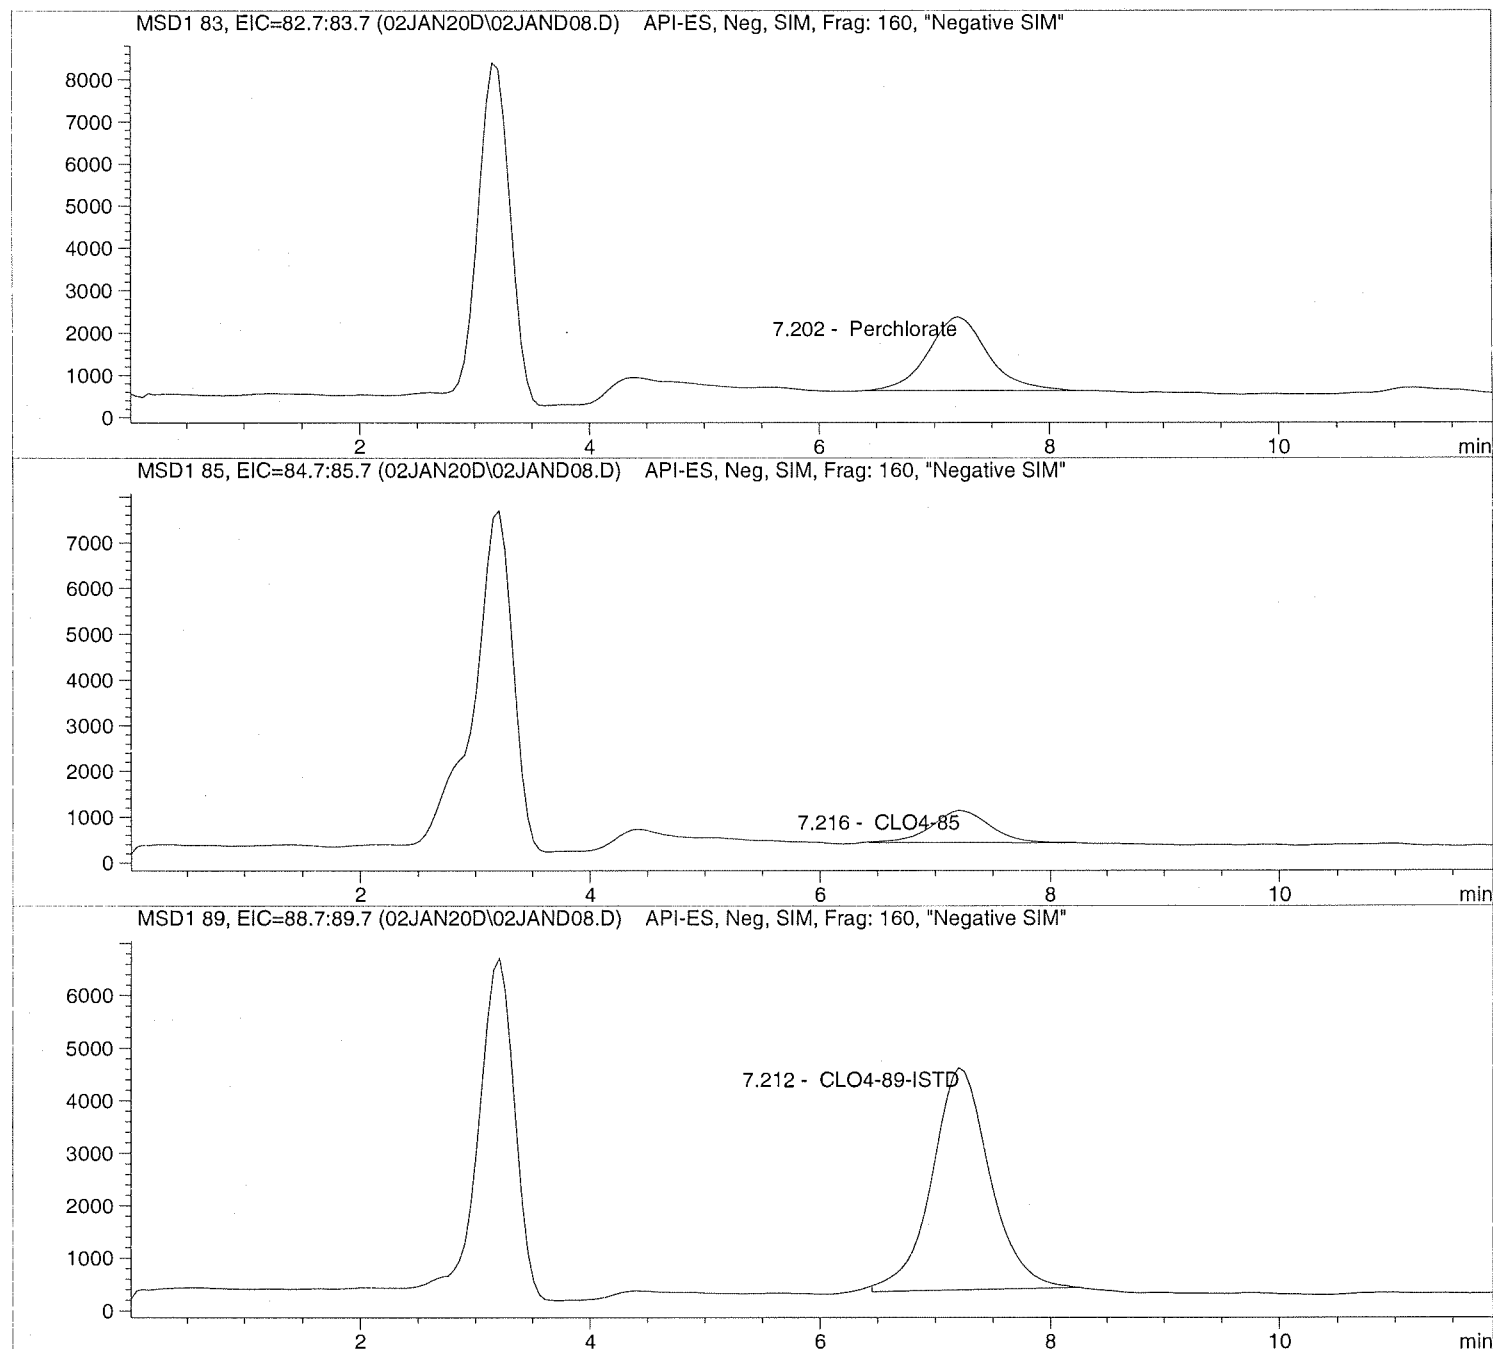 MSD1 83, EIC=82.7:83.7 (02JAN20D\02JAND08.D) API-ES, Neg, SIM, Frag: 160, "Negative SIM"
8000
7000
6000
5000
4000
3000
2000
1000
0
7.202 - Perchlorate
2 4 6 8 10 min
MSD1 85, EIC=84.7:85.7 (02JAN20D\02JAND08.D) API-ES, Neg, SIM, Frag: 160, "Negative SIM"
7000
6000
5000
4000
3000
2000
1000
0
7.216 - CLO4-85
2 4 6 8 10 min
MSD1 89, EIC=88.7:89.7 (02JAN20D\02JAND08.D) API-ES, Neg, SIM, Frag: 160, "Negative SIM"
6000
5000
4000
3000
2000
1000
0
7.212 - CLO4-89-ISTD
2 4 6 8 10 min